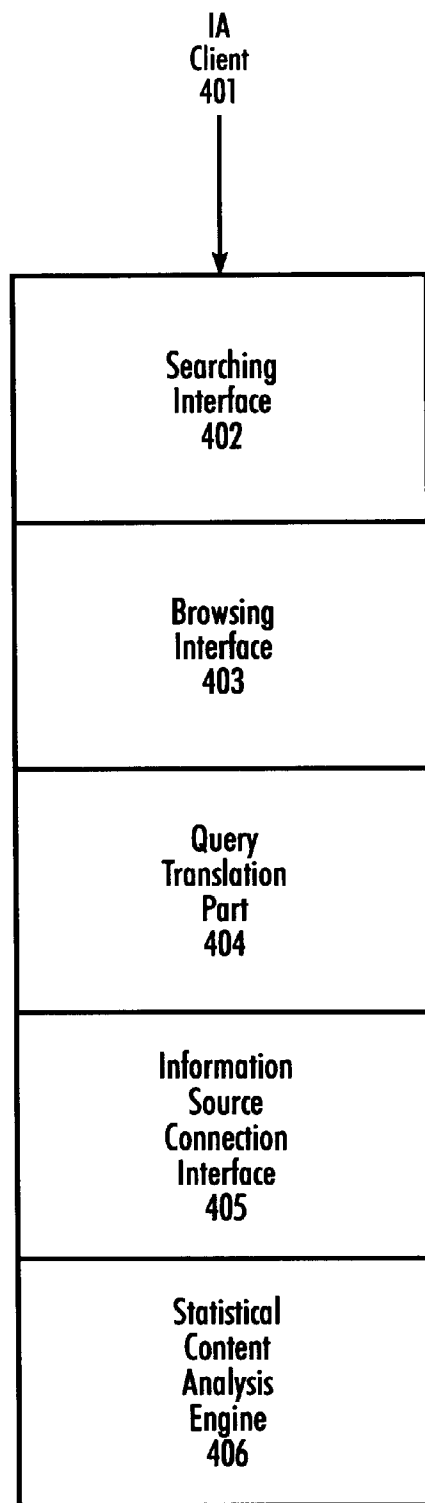 IA
Client
401
Searching
Interface
402
Browsing
Interface
403
Query
Translation
Part
404
Information
Source
Connection
Interface
405
Statistical
Content
Analysis
Engine
406